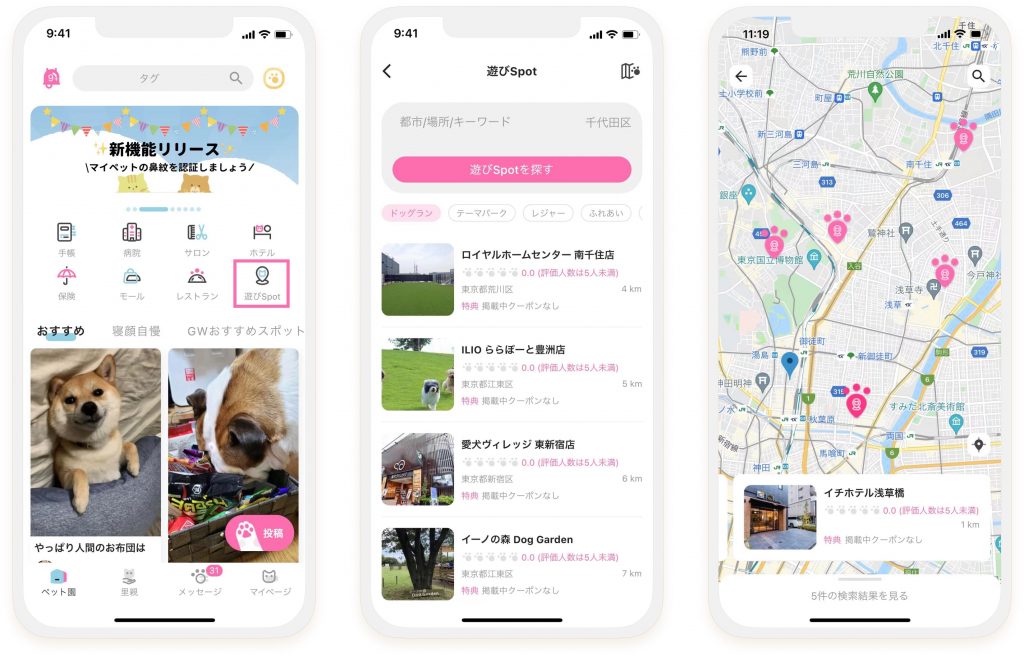 9:41
9
タグ
新機能リリース
\マイペットの鼻紋を認証しましょう/
手帳
病院
サロン
ホテル
保険
モール
レストラン
遊びSpot
おすすめ
寝顔自慢
GWおすすめスポット
やっぱり人間のお布団は
投稿
31
ペット園
里親
メッセージ
マイページ
9:41
遊びSpot
都市/場所/キーワード
千代田区
遊びSpotを探す
ドッグラン
テーマパーク
レジャー
ふれあい
ロイヤルホームセンター 南千住店
0.0 (評価人数は5人未満)
東京都荒川区
4 km
特典 掲載中クーポンなし
ILIO ららぽーと豊洲店
0.0 (評価人数は5人未満)
東京都江東区
5 km
特典 掲載中クーポンなし
愛犬ヴィレッジ 東新宿店
0.0 (評価人数は5人未満)
東京都新宿区
6 km
特典 掲載中クーポンなし
イーノの森 Dog Garden
0.0 (評価人数は5人未満)
東京都江東区
7 km
特典 掲載中クーポンなし
11:19
千住
北千住
熊野前
荒川自然公園
土小学校前
町屋
新三河島
三河島
南千住
313
306
銀座
464
鷲神社
土手通り
東京国立博物館
入谷
今戸神社
浅草寺
浅草
御徒町
湯島
新御徒町
319
6
神田明神
315
1
秋葉原
すみだ北斎美術館
両国
馬喰町
6
神田
新宿線
イチホテル浅草橋
0.0 (評価人数は5人未満)
1 km
特典 掲載中クーポンなし
5件の検索結果を見る